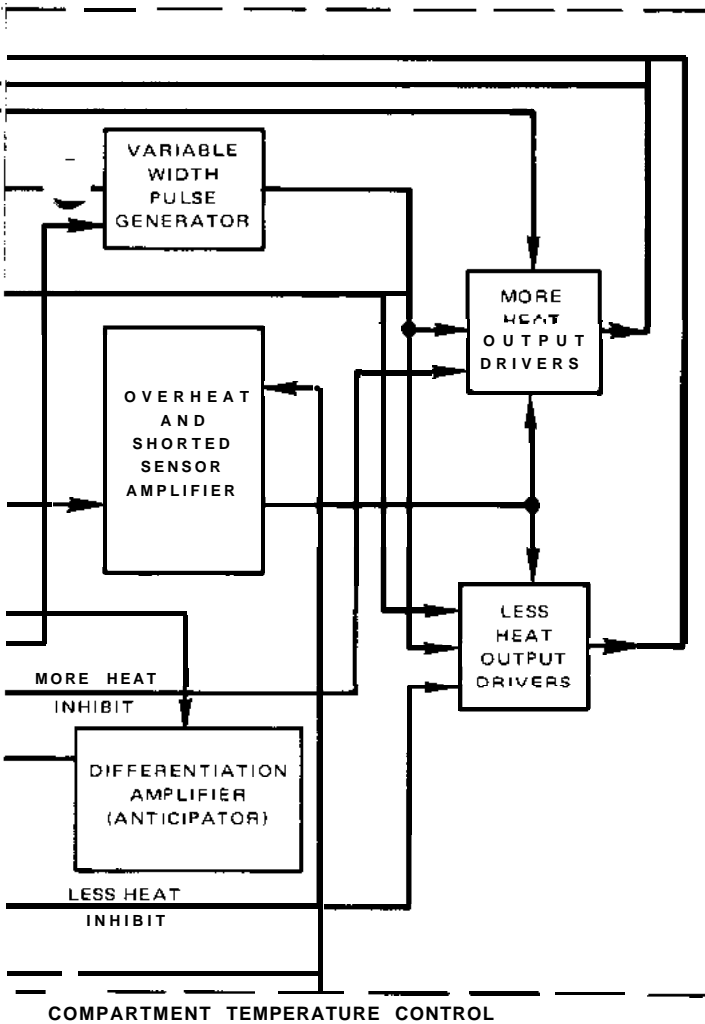 VARIABLE
WIDTH
PULSE
GENERATOR
MORE
HEAT
OUTPUT
DRIVERS
OVERHEAT
AND
SHORTED
SENSOR
AMPLIFIER
LESS
HEAT
OUTPUT
DRIVERS
MORE HEAT
INHIBIT
DIFFERENTIATION
AMPLIFIER
(ANTICIPATOR)
LESS HEAT
INHIBIT
COMPARTMENT TEMPERATURE CONTROL